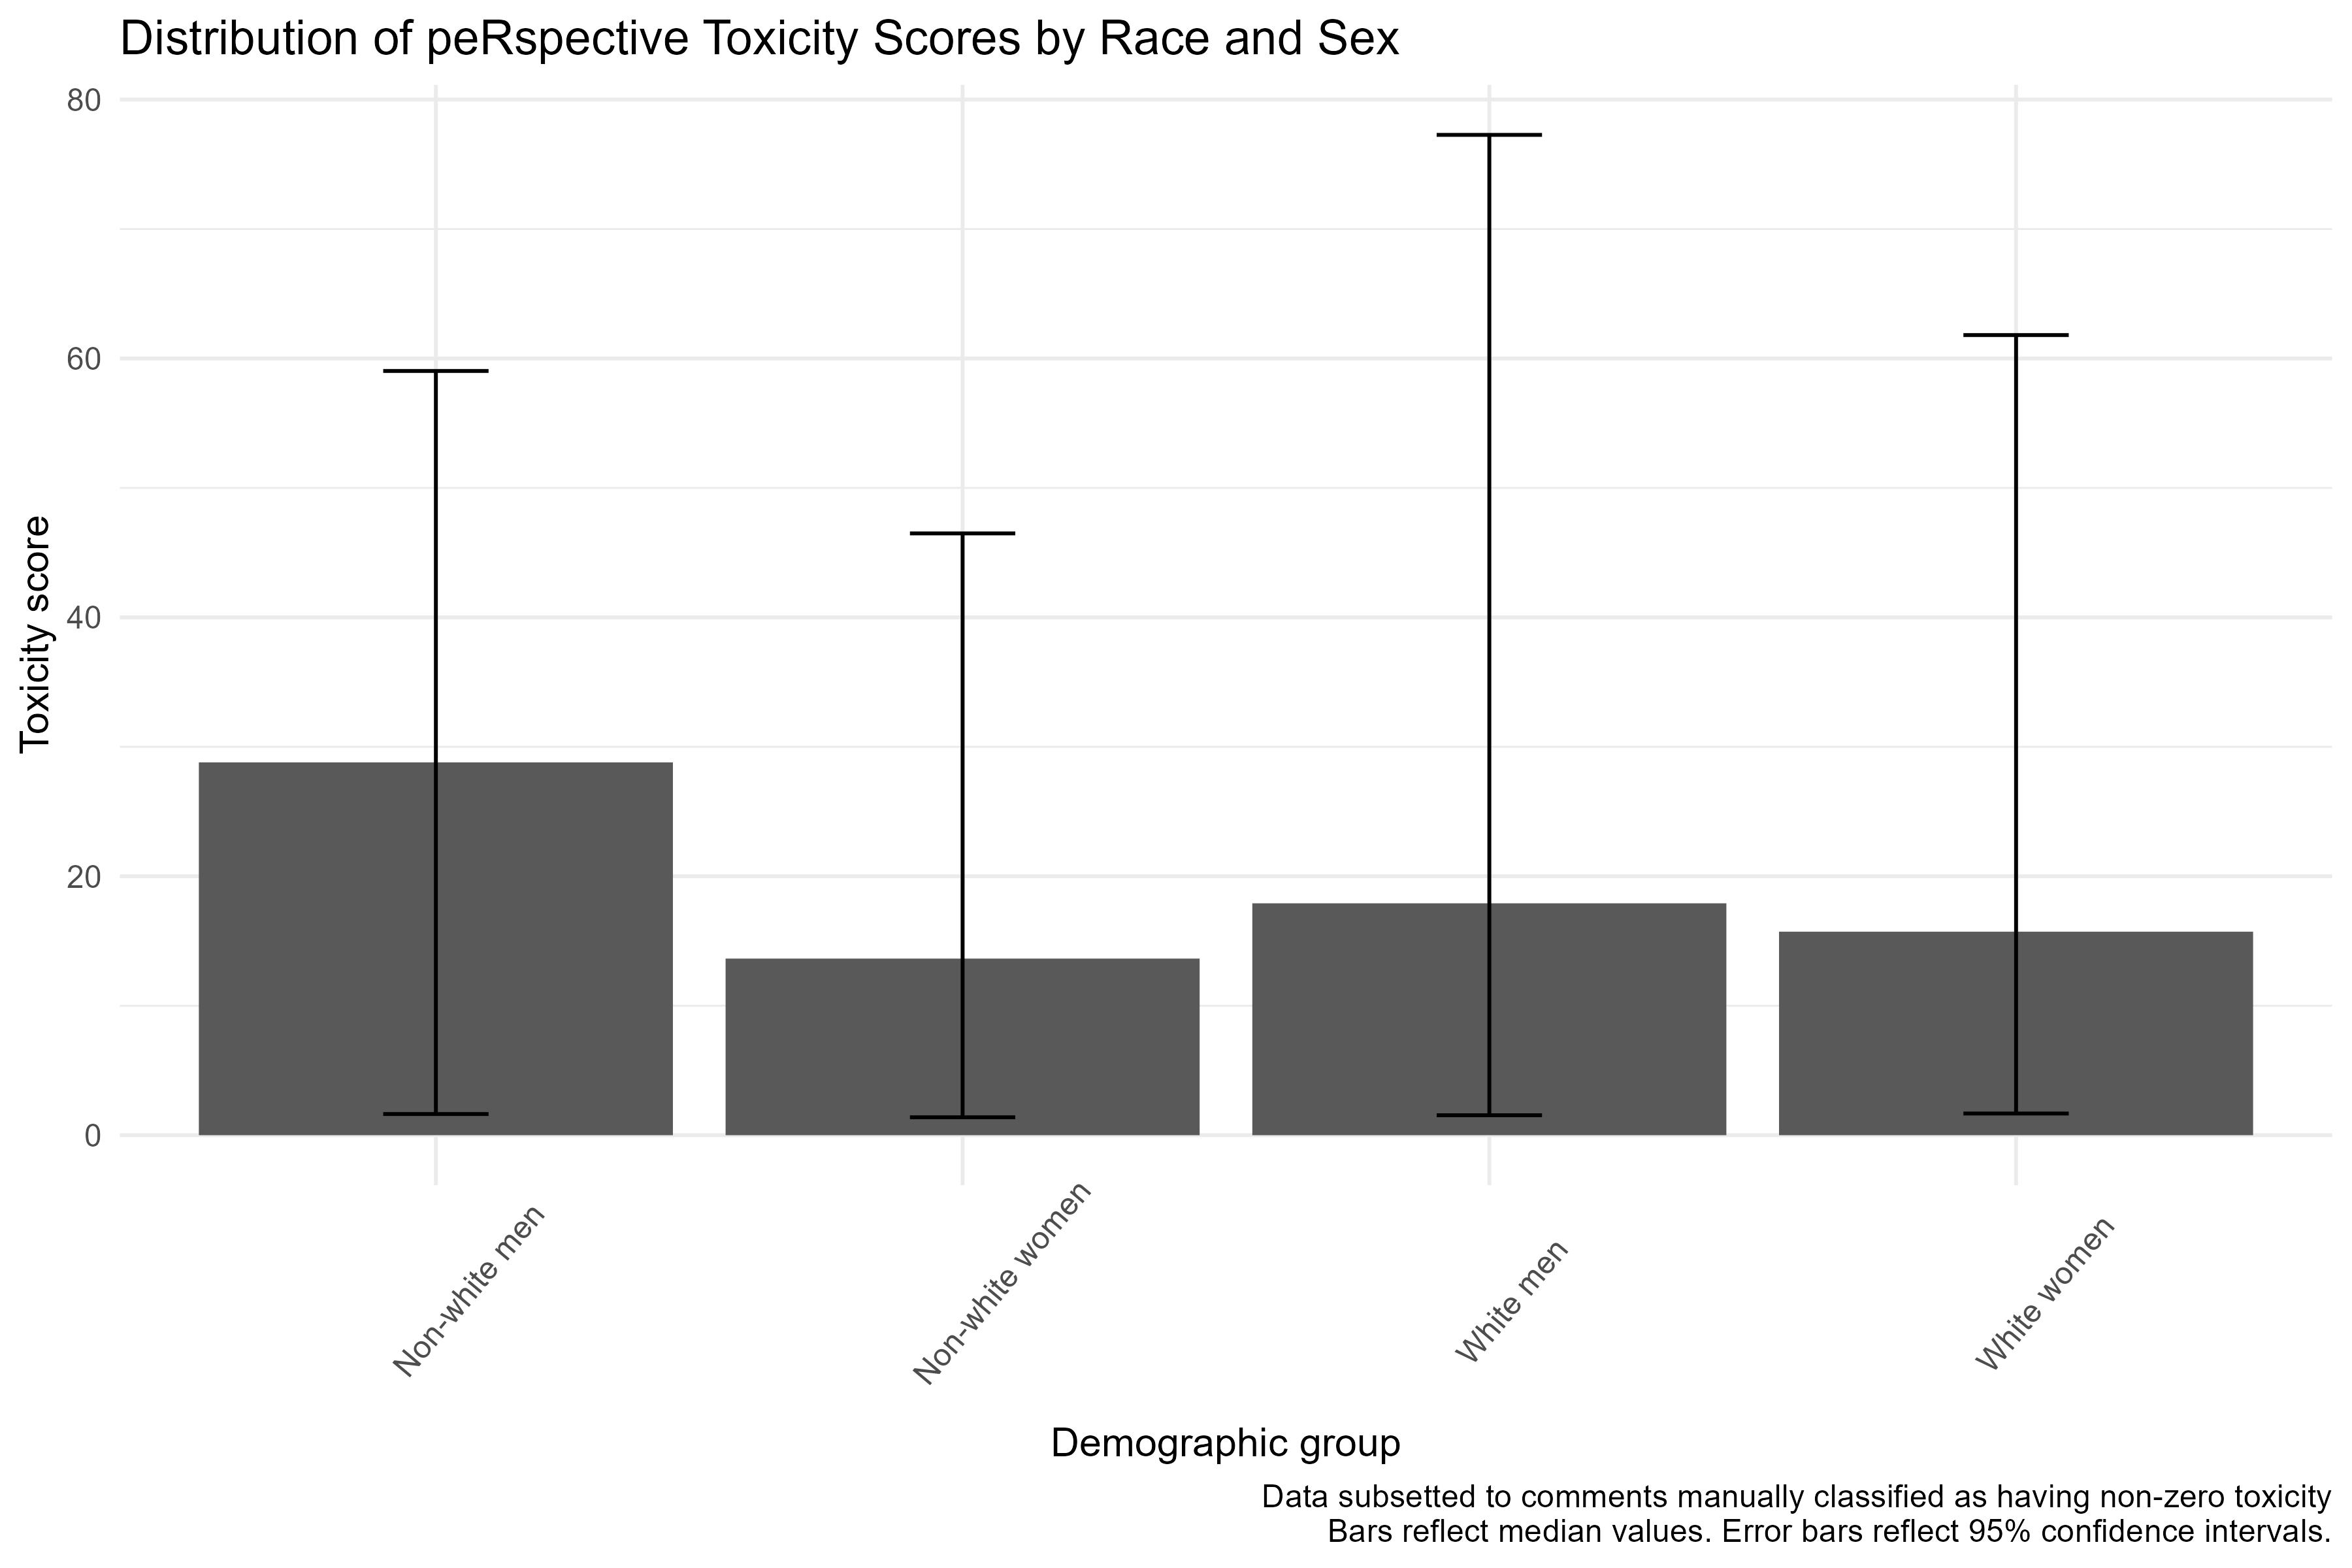 Distribution of peRspective Toxicity Scores by Race and Sex
80
60
40
20
0
Toxicity score
Non-white men
Non-white women
White men
White women
Demographic group
Data subsetted to comments manually classified as having non-zero toxicity
Bars reflect median values. Error bars reflect 95% confidence intervals.